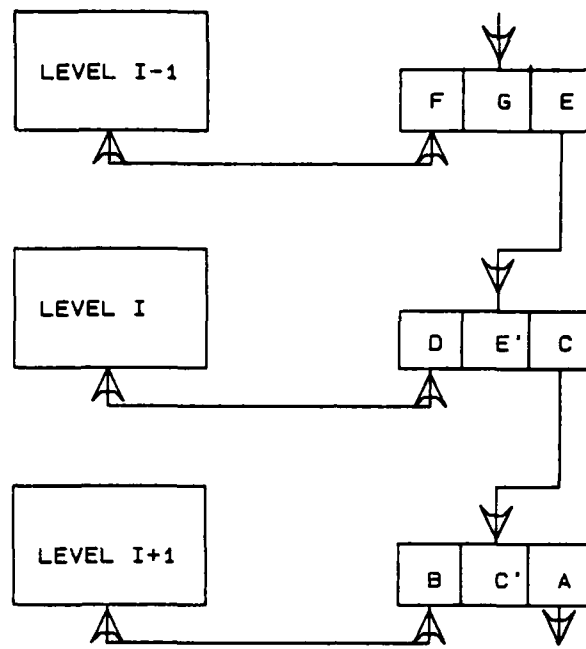 LEVEL I-1
F G E
LEVEL I
D E' C
LEVEL I+1
B C' A